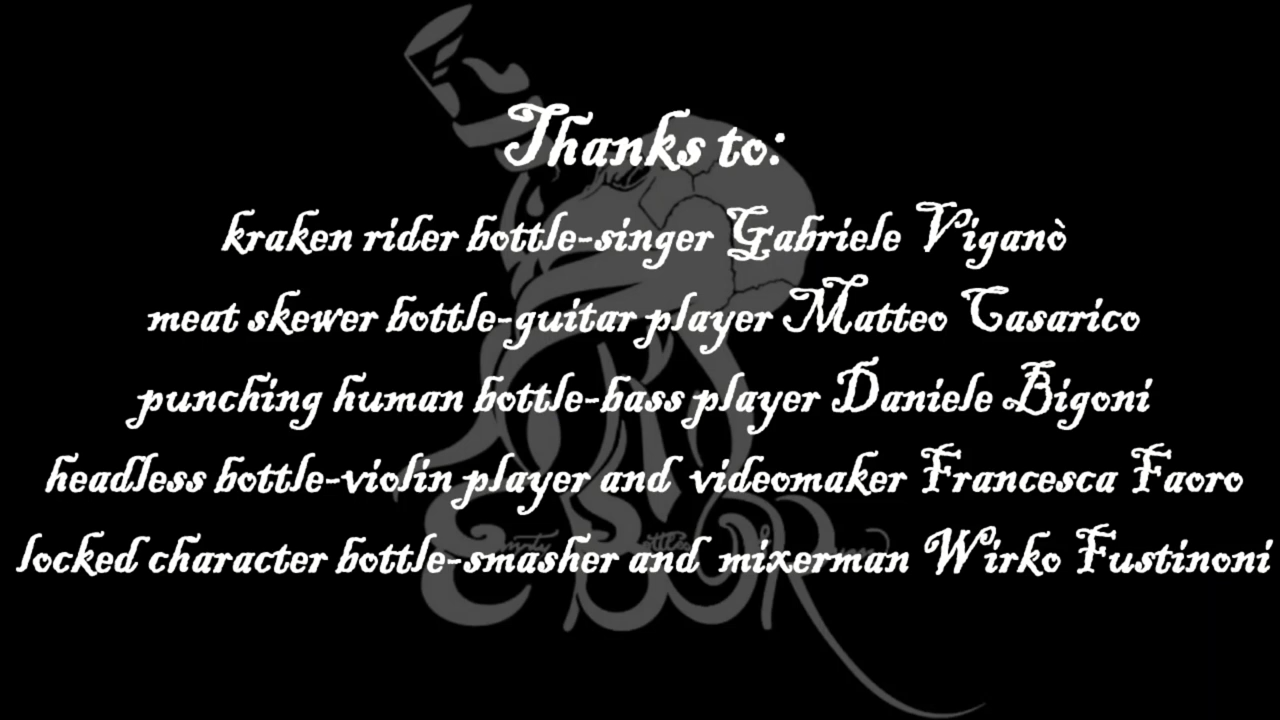 Thanks to:
kraken rider bottle-singer Gabriele Viganò
meat skewer bottle-guitar player Matteo Casarico
punching human bottle-bass player Daniele Bigoni
headless bottle-violin player and videomaker Francesca Faoro
locked character bottle-smasher and mixerman Wirko Fustinoni